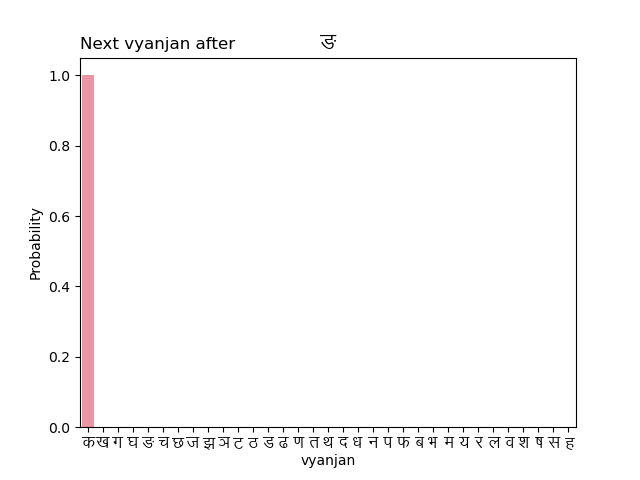 Next vyanjan after ङ
1.0
0.8
0.6
0.4
0.2
0.0
Probability
क ख ग घ ङ च छ ज झ ञ ट ठ ड ढ ण त थ द ध न प फ ब भ म य र ल व श ष स ह
vyanjan